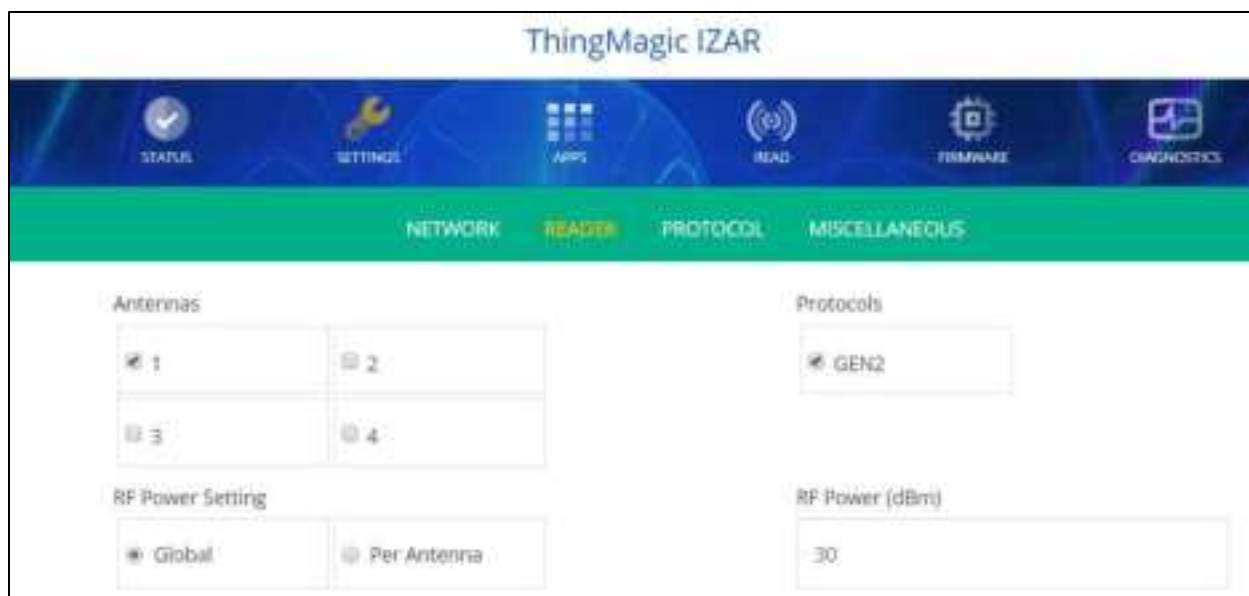 ThingMagic IZAR
STATUS SETTINGS APPS READ FIRMWARE DIAGNOSTICS
NETWORK READER PROTOCOL MISCELLANEOUS
Antennas Protocols
1 2 GEN2
3 4
RF Power Setting RF Power (dBm)
Global Per Antenna 30